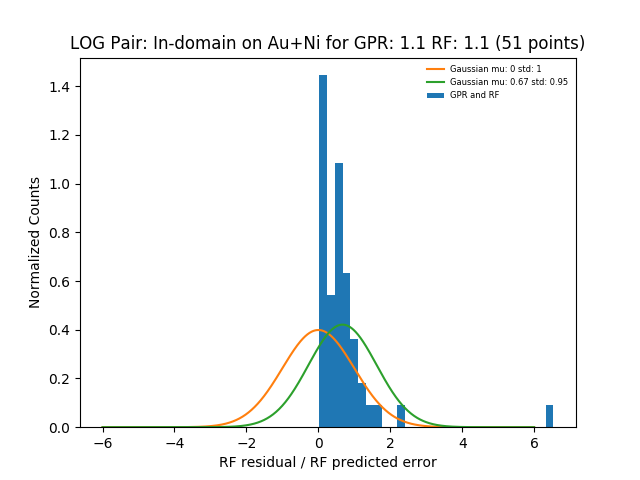 LOG Pair: In-domain on Au+Ni for GPR: 1.1 RF: 1.1 (51 points)
Gaussian mu: 0 std: 1
Gaussian mu: 0.67 std: 0.95
GPR and RF
Normalized Counts
1.4
1.2
1.0
0.8
0.6
0.4
0.2
0.0
−6 −4 −2 0 2 4 6
RF residual / RF predicted error